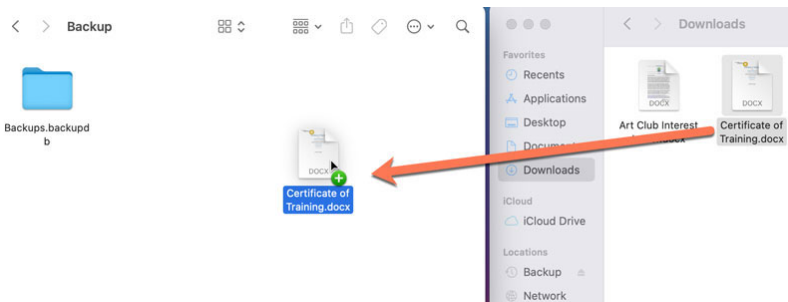 Backup
Backups.backupd
b
DOCX
Certificate of
Training.docx
Downloads
Favorites
Recents
Applications
Desktop
Downloads
iCloud
iCloud Drive
Locations
Backup
Network
DOCX
Art Club Interest
DOCX
Certificate of
Training.docx